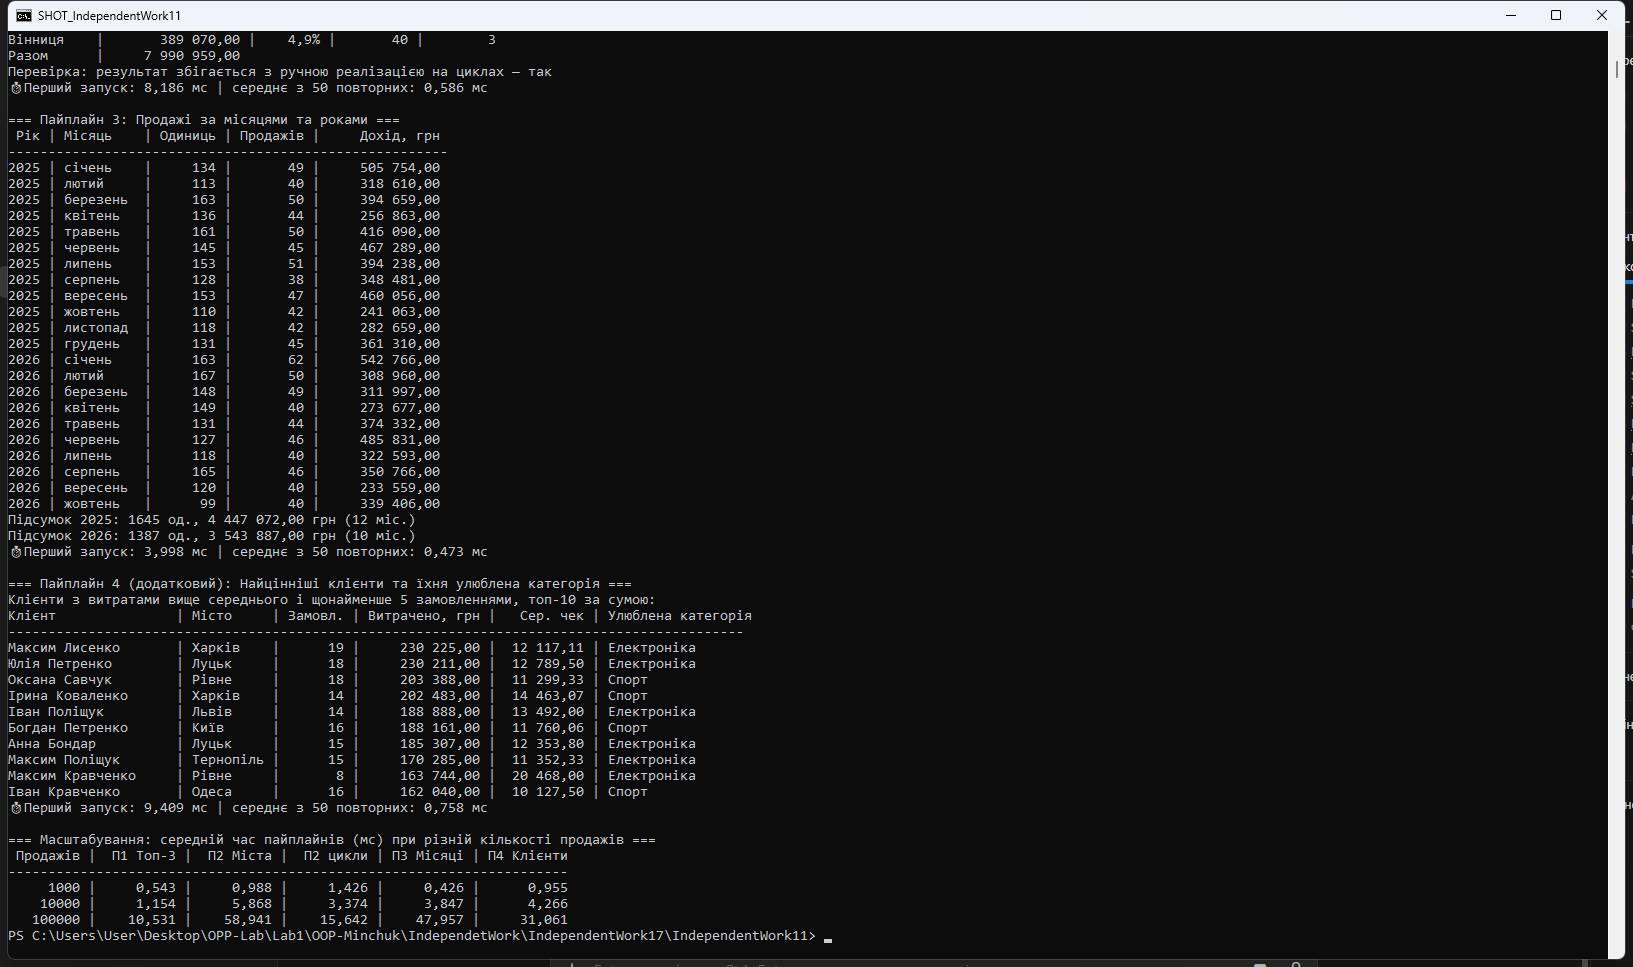 SHOT_IndependentWork11
Вінниця    |       389 070,00 |    4,9% |       40 |        3
Разом      |     7 990 959,00
Перевірка: результат збігається з ручною реалізацією на циклах — так
⏱Перший запуск: 8,186 мс | середнє з 50 повторних: 0,586 мс
=== Пайплайн 3: Продажі за місяцями та роками ===
Рік | Місяць    | Одиниць | Продажів |     Дохід, грн
-------------------------------------------------------
2025 | січень    |     134 |       49 |     505 754,00
2025 | лютий     |     113 |       40 |     318 610,00
2025 | березень  |     163 |       50 |     394 659,00
2025 | квітень   |     136 |       44 |     256 863,00
2025 | травень   |     161 |       50 |     416 090,00
2025 | червень   |     145 |       45 |     467 289,00
2025 | липень    |     153 |       51 |     394 238,00
2025 | серпень   |     128 |       38 |     348 481,00
2025 | вересень  |     153 |       47 |     460 056,00
2025 | жовтень   |     110 |       42 |     241 063,00
2025 | листопад  |     118 |       42 |     282 659,00
2025 | грудень   |     131 |       45 |     361 310,00
2026 | січень    |     163 |       62 |     542 766,00
2026 | лютий     |     167 |       50 |     308 960,00
2026 | березень  |     148 |       49 |     311 997,00
2026 | квітень   |     149 |       40 |     273 677,00
2026 | травень   |     131 |       44 |     374 332,00
2026 | червень   |     127 |       46 |     485 831,00
2026 | липень    |     118 |       40 |     322 593,00
2026 | серпень   |     165 |       46 |     350 766,00
2026 | вересень  |     120 |       40 |     233 559,00
2026 | жовтень   |      99 |       40 |     339 406,00
Підсумок 2025: 1645 од., 4 447 072,00 грн (12 міс.)
Підсумок 2026: 1387 од., 3 543 887,00 грн (10 міс.)
⏱Перший запуск: 3,998 мс | середнє з 50 повторних: 0,473 мс
=== Пайплайн 4 (додатковий): Найцінніші клієнти та їхня улюблена категорія ===
Клієнти з витратами вище середнього і щонайменше 5 замовленнями, топ-10 за сумою:
Клієнт               | Місто     | Замовл. | Витрачено, грн |   Сер. чек | Улюблена категорія
--------------------------------------------------------------------------------------------
Максим Лисенко       | Харків    |      19 |     230 225,00 |  12 117,11 | Електроніка
Юлія Петренко        | Луцьк     |      18 |     230 211,00 |  12 789,50 | Електроніка
Оксана Савчук        | Рівне     |      18 |     203 388,00 |  11 299,33 | Спорт
Ірина Коваленко      | Харків    |      14 |     202 483,00 |  14 463,07 | Спорт
Іван Поліщук         | Львів     |      14 |     188 888,00 |  13 492,00 | Електроніка
Богдан Петренко      | Київ      |      16 |     188 161,00 |  11 760,06 | Спорт
Анна Бондар          | Луцьк     |      15 |     185 307,00 |  12 353,80 | Електроніка
Максим Поліщук       | Тернопіль |      15 |     170 285,00 |  11 352,33 | Електроніка
Максим Кравченко     | Рівне     |       8 |     163 744,00 |  20 468,00 | Електроніка
Іван Кравченко       | Одеса     |      16 |     162 040,00 |  10 127,50 | Спорт
⏱Перший запуск: 9,409 мс | середнє з 50 повторних: 0,758 мс
=== Масштабування: середній час пайплайнів (мс) при різній кількості продажів ===
Продажів |  П1 Топ-3 |  П2 Міста |  П2 цикли | П3 Місяці | П4 Клієнти
----------------------------------------------------------------------
1000 |     0,543 |     0,988 |     1,426 |     0,426 |      0,955
10000 |     1,154 |     5,868 |     3,374 |     3,847 |      4,266
100000 |    10,531 |    58,941 |    15,642 |    47,957 |     31,061
PS C:\Users\User\Desktop\OPP-Lab\Lab1\OOP-Minchuk\IndependetWork\IndependentWork17\IndependentWork11>